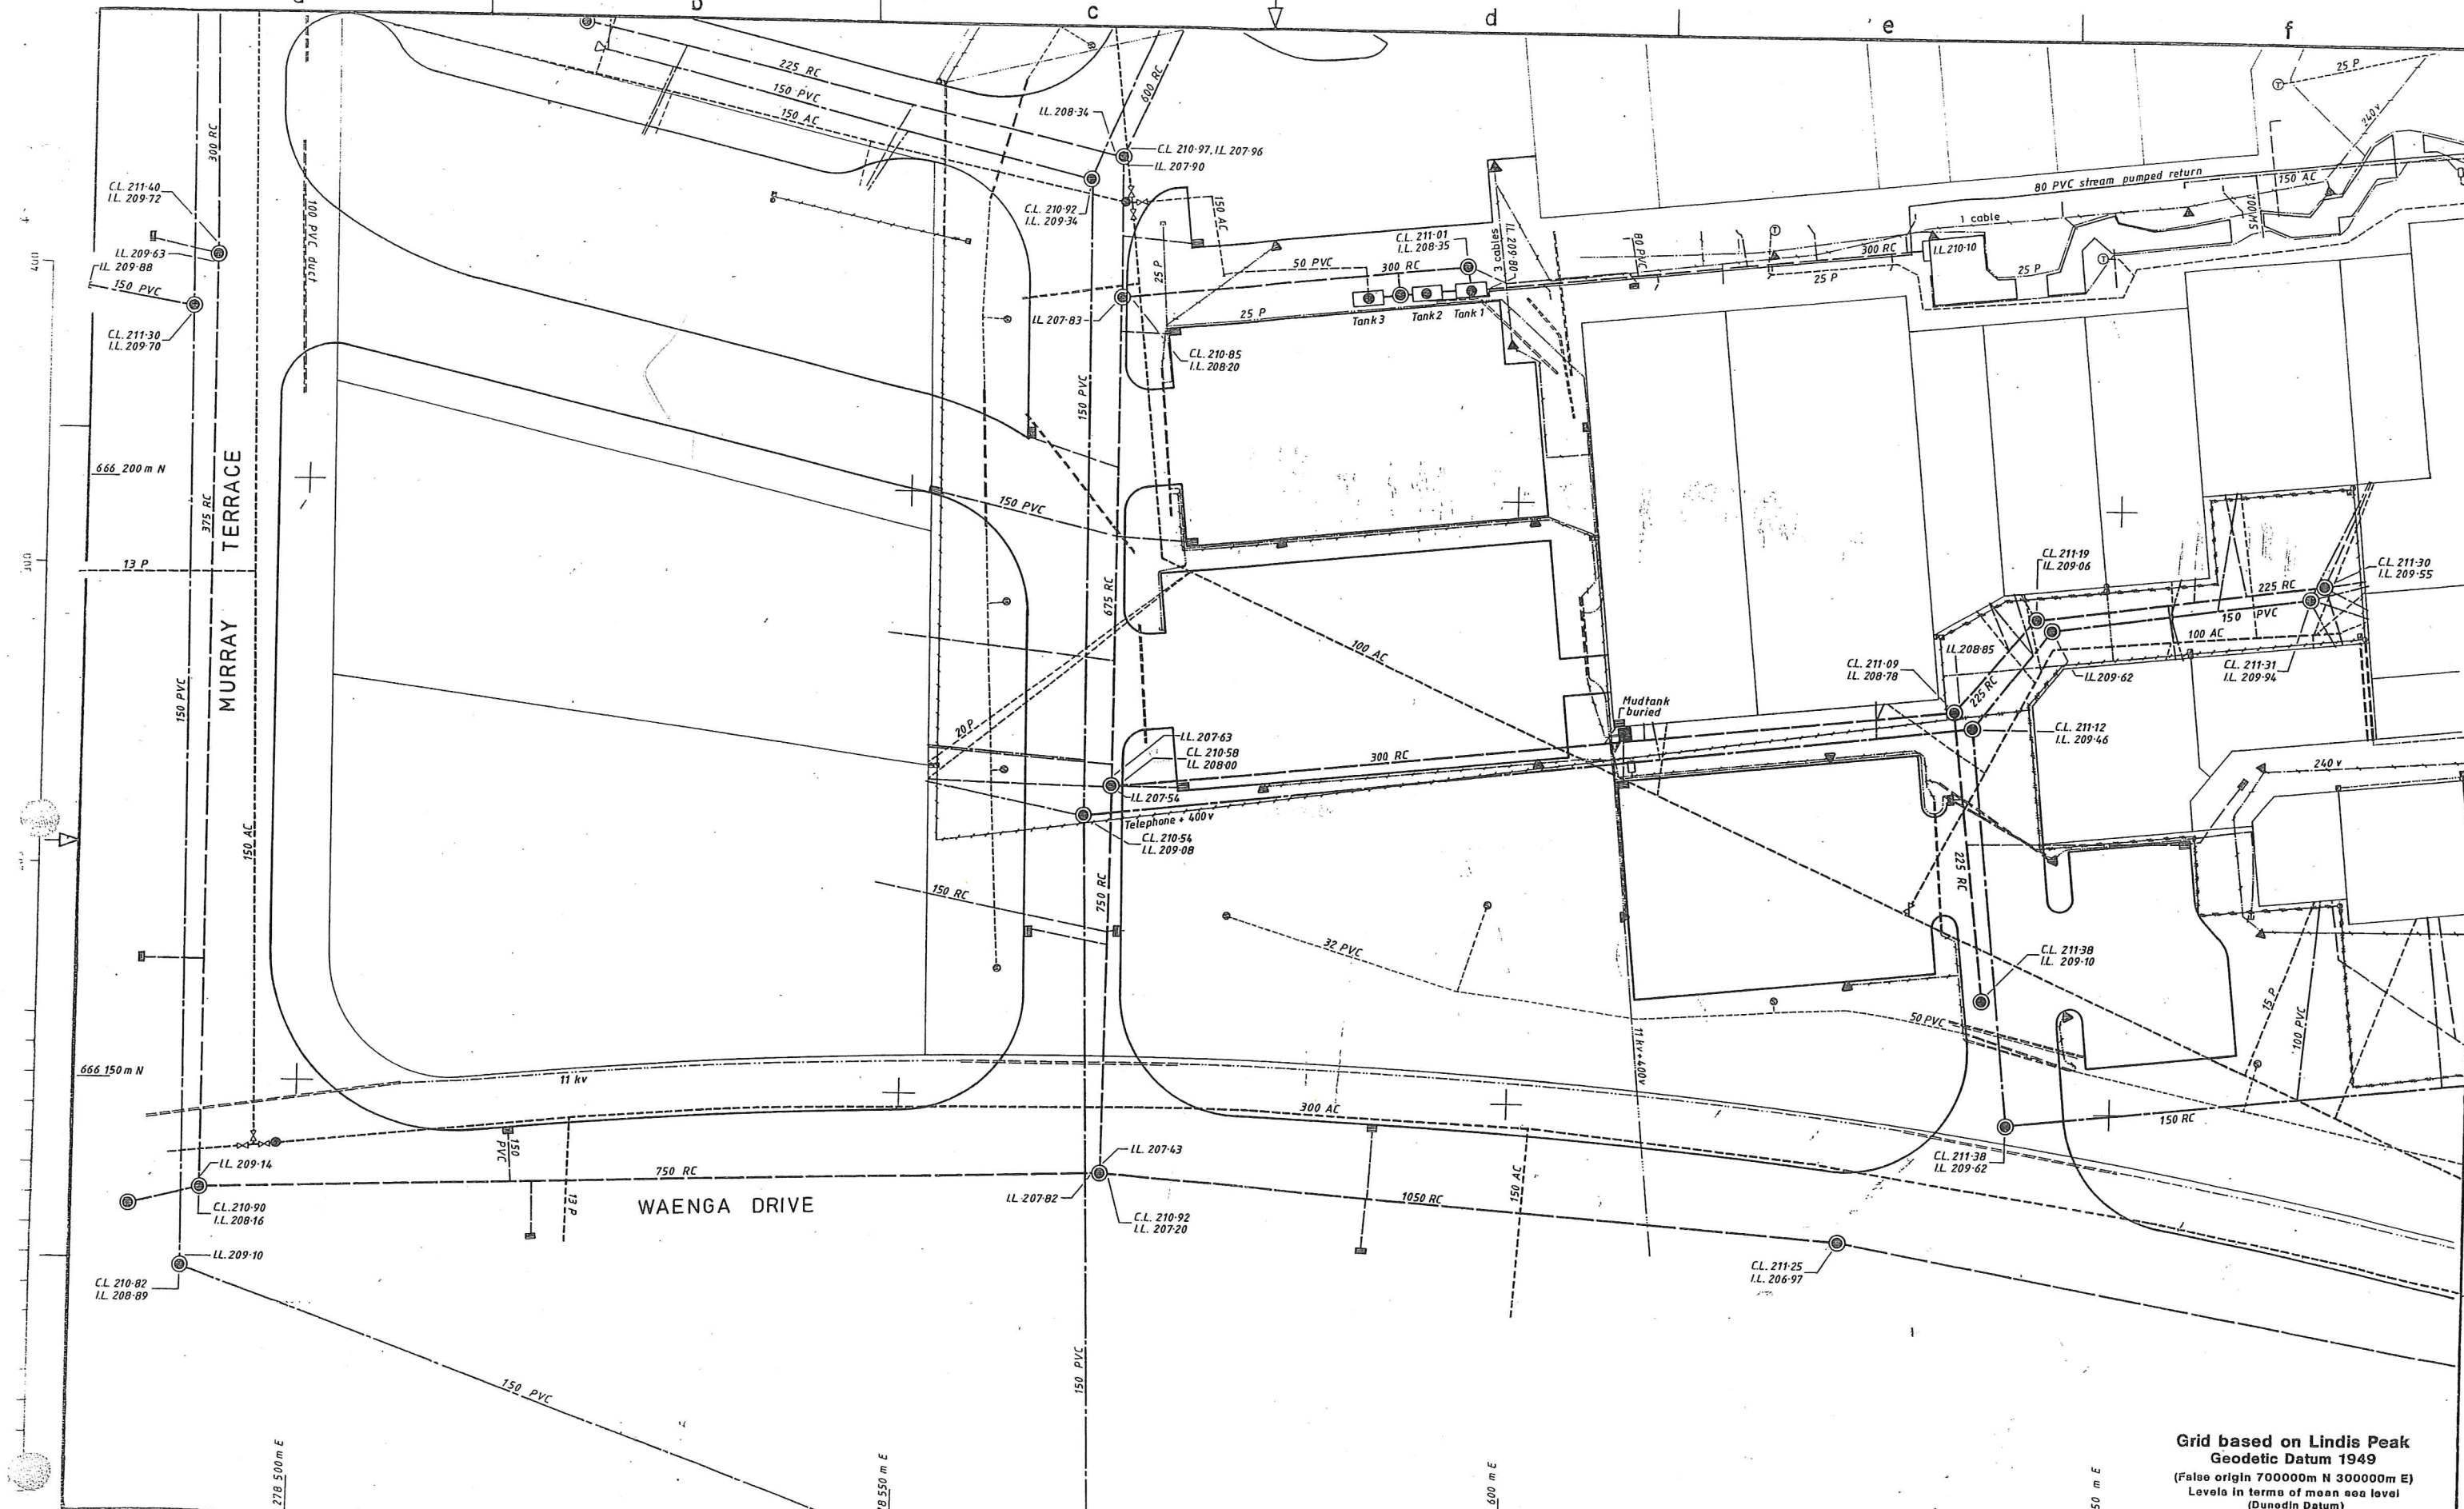 b
c
d
e
f
225 RC
150 PVC
150 AC
600 RC
I.L. 208·34
C.L. 210·97, I.L. 207·96
I.L. 207·90
25 P
240 v
300 RC
C.L. 211·40
I.L. 209·72
80 PVC stream pumped return
150 AC
100 PVC duct
C.L. 210·92
I.L. 209·34
150 AC
1 cable
400
I.L. 209·63
I.L. 209·88
150 PVC
C.L. 211·01
I.L. 208·35
3 cables
I.L. 209·80
80 PVC
50 PVC
300 RC
300 RC
I.L. 210·10
25 P
25 P
25 P
I.L. 207·83
25 P
Tank 3
Tank 2
Tank 1
C.L. 211·30
I.L. 209·70
C.L. 210·85
I.L. 208·20
150 PVC
666 200 m N
375 RC
150 PVC
13 P
MURRAY TERRACE
675 RC
C.L. 211·19
I.L. 209·06
C.L. 211·30
I.L. 209·55
225 RC
150 PVC
100 AC
100 AC
C.L. 211·09
I.L. 208·78
I.L. 208·85
225 RC
I.L. 209·62
C.L. 211·31
I.L. 209·94
150 PVC
20 P
Mudtank
buried
I.L. 207·63
C.L. 210·58
I.L. 208·00
C.L. 211·12
I.L. 209·46
300 RC
240 v
I.L. 207·54
Telephone + 400 v
C.L. 210·54
I.L. 209·08
150 AC
150 RC
750 RC
225 RC
32 PVC
C.L. 211·38
I.L. 209·10
50 PVC
15 P
100 PVC
11 kv + 400v
666 150 m N
11 kv
300 AC
150 PVC
150 RC
I.L. 209·14
I.L. 207·43
C.L. 211·38
I.L. 209·62
750 RC
I.L. 207·82
1050 RC
150 AC
13 P
C.L. 210·90
I.L. 208·16
WAENGA DRIVE
C.L. 210·92
I.L. 207·20
I.L. 209·10
C.L. 210·82
I.L. 208·89
C.L. 211·25
I.L. 206·97
150 PVC
150 PVC
278 500 m E
8 550 m E
600 m E
50 m E
Grid based on Lindis Peak
Geodetic Datum 1949
(False origin 700000m N 300000m E)
Levels in terms of mean sea level
(Dunedin Datum)